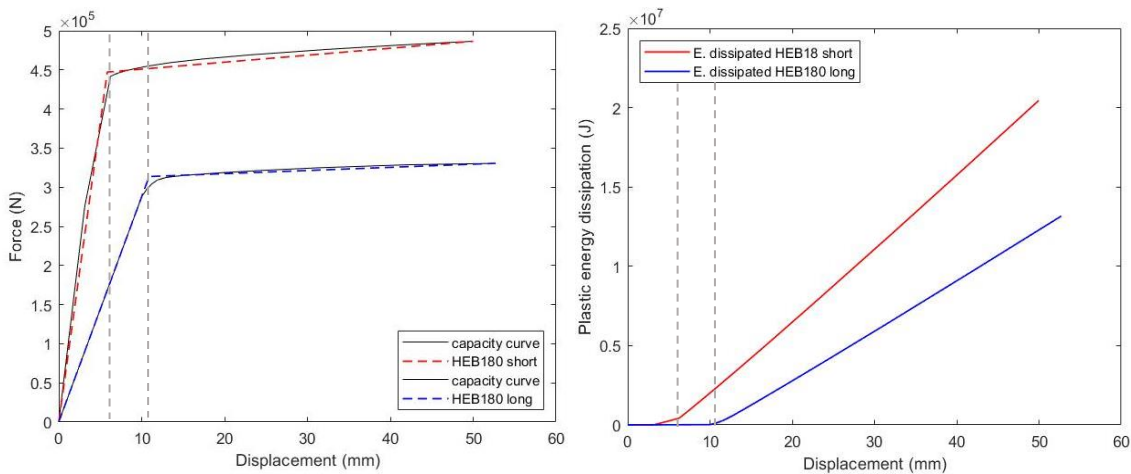 ×10^5
5
4.5
4
3.5
3
2.5
2
1.5
1
0.5
0
0 10 20 30 40 50 60
Force (N)
Displacement (mm)
capacity curve
HEB180 short
capacity curve
HEB180 long
×10^7
2.5
2
1.5
1
0.5
0
0 10 20 30 40 50 60
Plastic energy dissipation (J)
Displacement (mm)
E. dissipated HEB18 short
E. dissipated HEB180 long